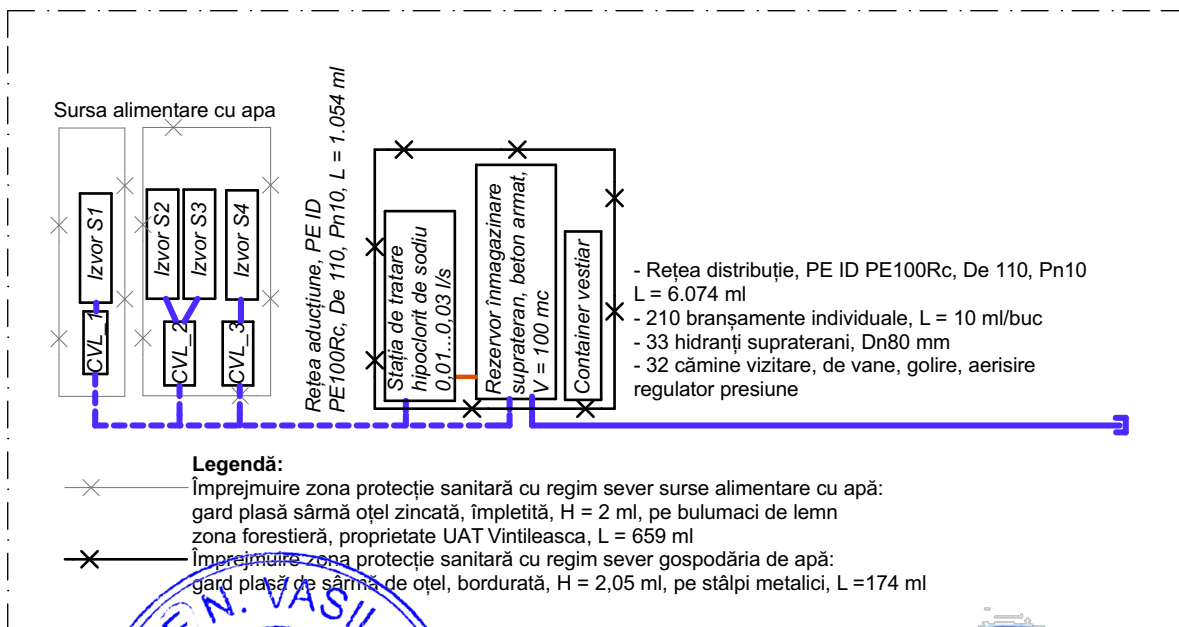 Sursa alimentare cu apa
Izvor S1
Izvor S2
Izvor S3
Izvor S4
CVL_1
CVL_2
CVL_3
Rețea aducțiune, PE ID
PE100Rc, De 110, Pn10, L = 1.054 ml
Stația de tratare
hipoclorit de sodiu
0,01...0,03 l/s
Rezervor înmagazinare
suprateran, beton armat,
V = 100 mc
Container vestiar
- Rețea distribuție, PE ID PE100Rc, De 110, Pn10
L = 6.074 ml
- 210 branșamente individuale, L = 10 ml/buc
- 33 hidranți supraterani, Dn80 mm
- 32 cămine vizitare, de vane, golire, aerisire
regulator presiune
Legendă:
Împrejmuire zona protecție sanitară cu regim sever surse alimentare cu apă:
gard plasă sârmă oțel zincată, împletită, H = 2 ml, pe bulumaci de lemn
zona forestieră, proprietate UAT Vintileasca, L = 659 ml
Împrejmuire zona protecție sanitară cu regim sever gospodăria de apă:
gard plasă de sârmă de oțel, bordurată, H = 2,05 ml, pe stâlpi metalici, L =174 ml
N.